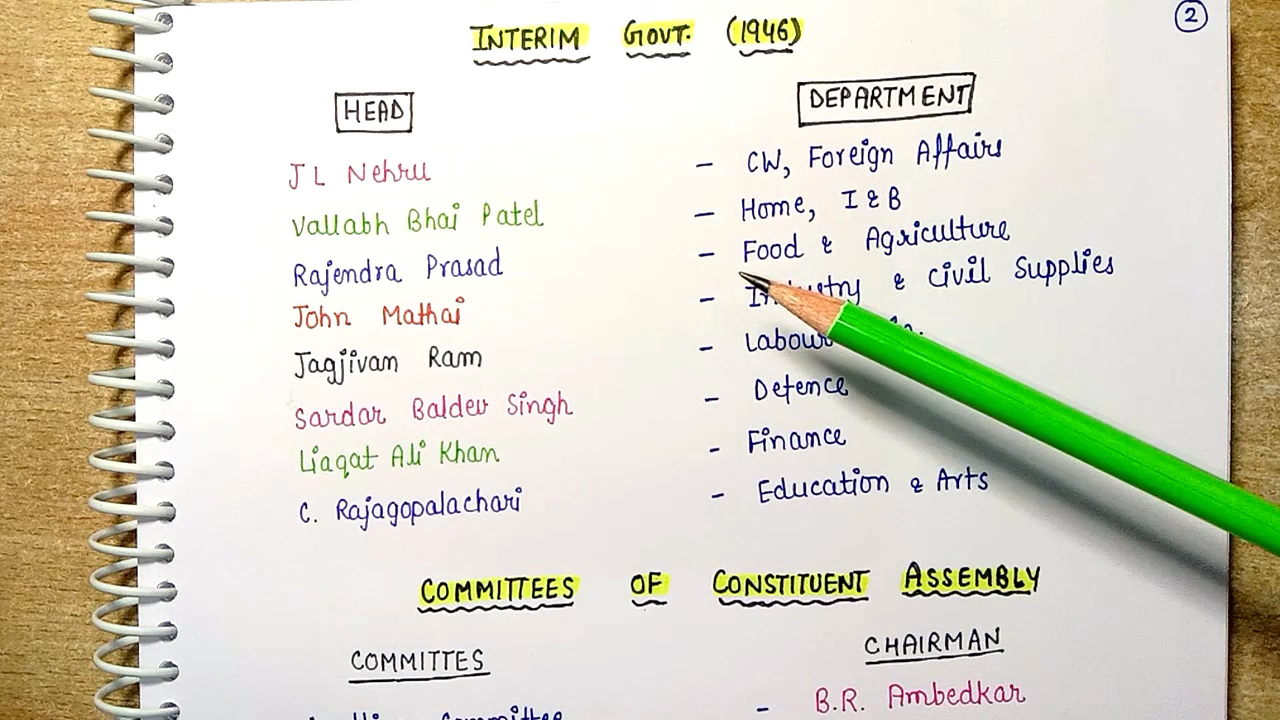 2
INTERIM GOVT. (1946)
HEAD DEPARTMENT
J L Nehru - CW, Foreign Affairs
Vallabh Bhai Patel - Home, I & B
Rajendra Prasad - Food & Agriculture
John Mathai - Industry & Civil Supplies
Jagjivan Ram - Labour
Sardar Baldev Singh - Defence
Liaqat Ali Khan - Finance
C. Rajagopalachari - Education & Arts
COMMITTEES OF CONSTITUENT ASSEMBLY
COMMITTES CHAIRMAN
Committee - B.R. Ambedkar